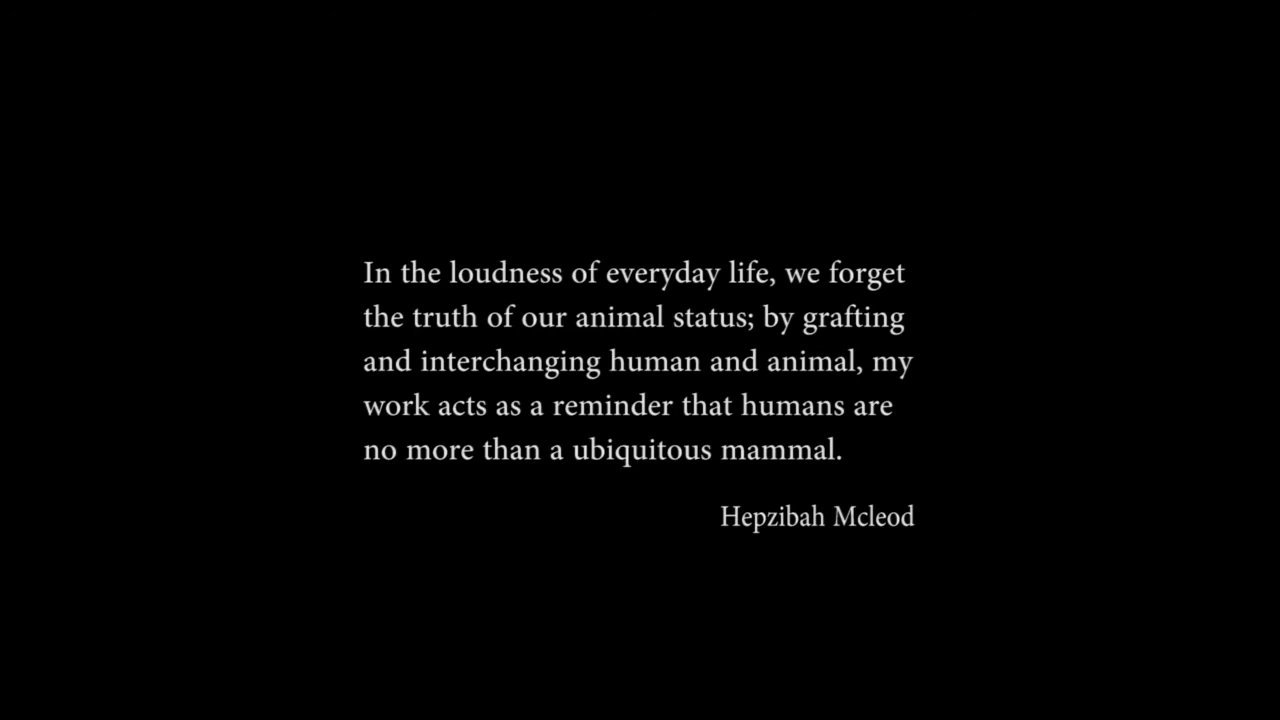 In the loudness of everyday life, we forget
the truth of our animal status; by grafting
and interchanging human and animal, my
work acts as a reminder that humans are
no more than a ubiquitous mammal.
Hepzibah Mcleod